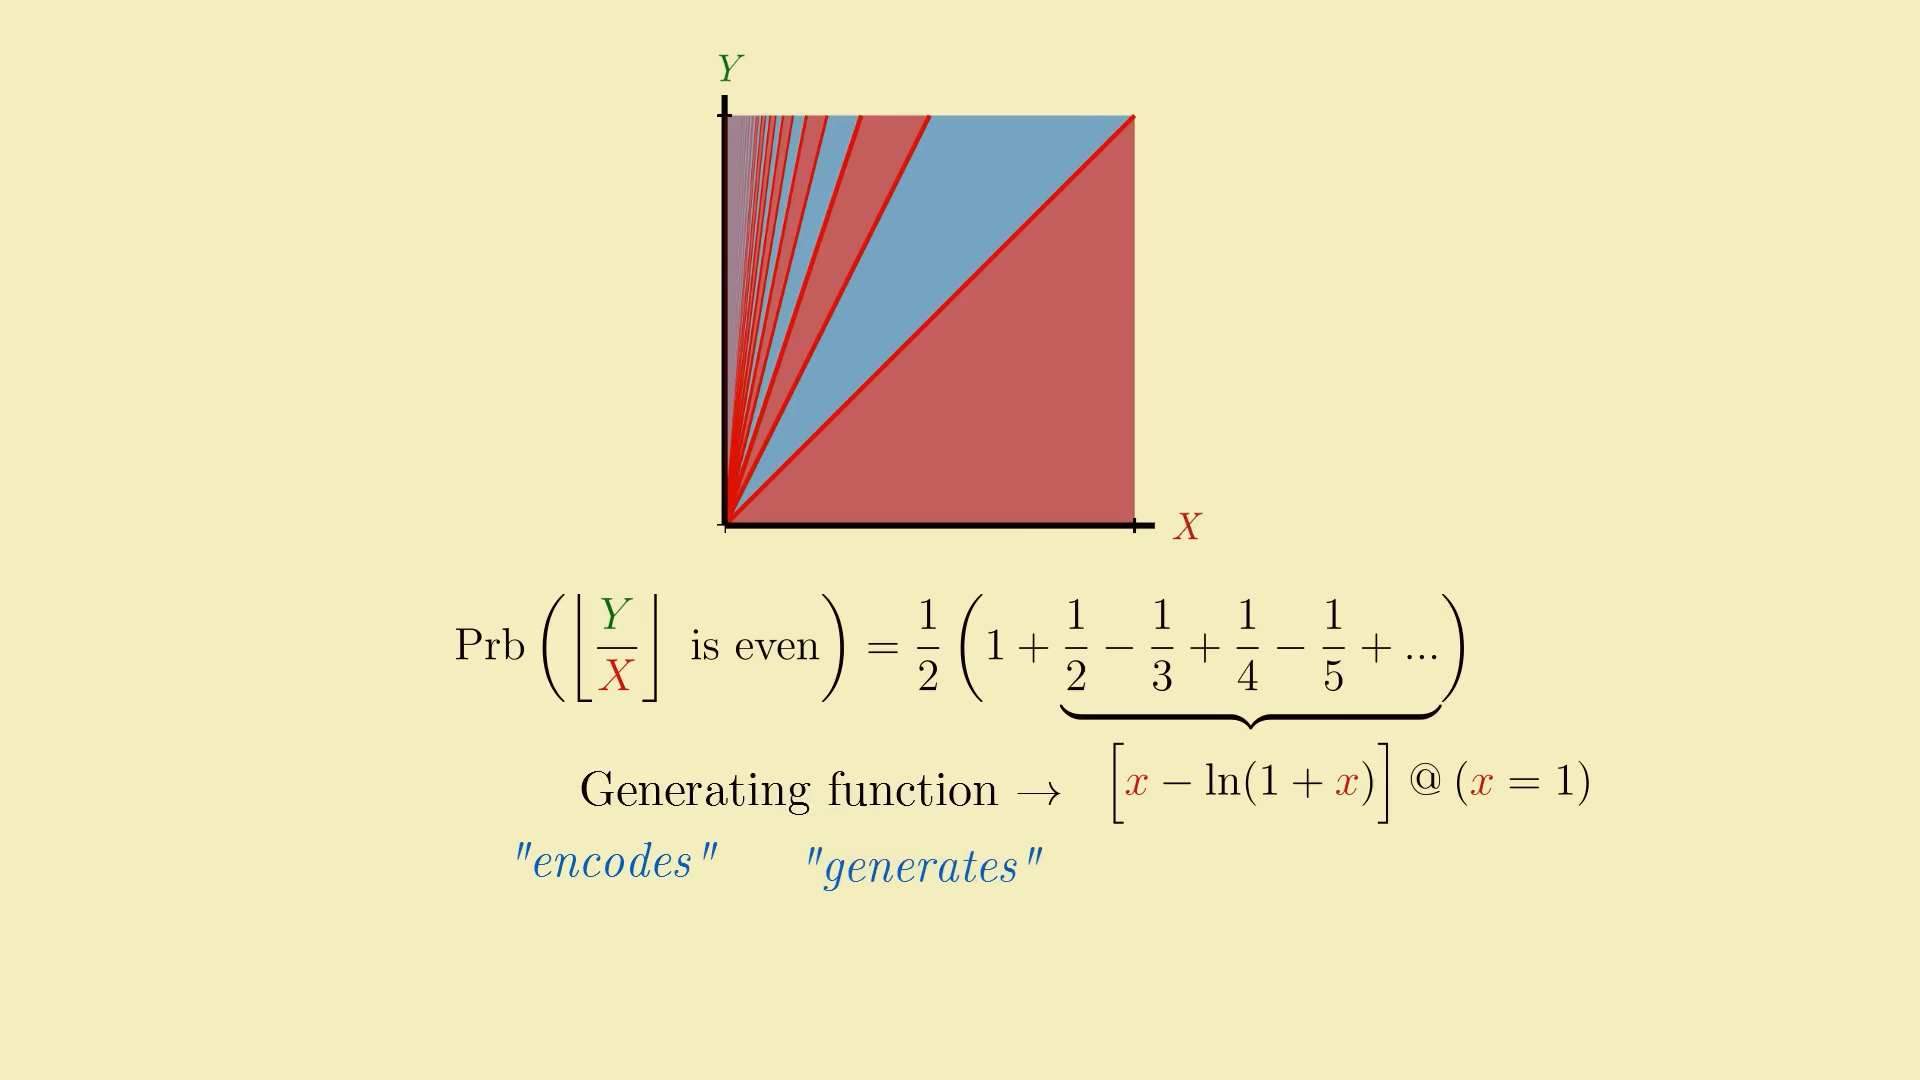 Y
X
Prb(⌊Y/X⌋ is even) = 1/2(1 + 1/2 − 1/3 + 1/4 − 1/5 + ...)
Generating function → [x − ln(1 + x)] @ (x = 1)
"encodes" "generates"